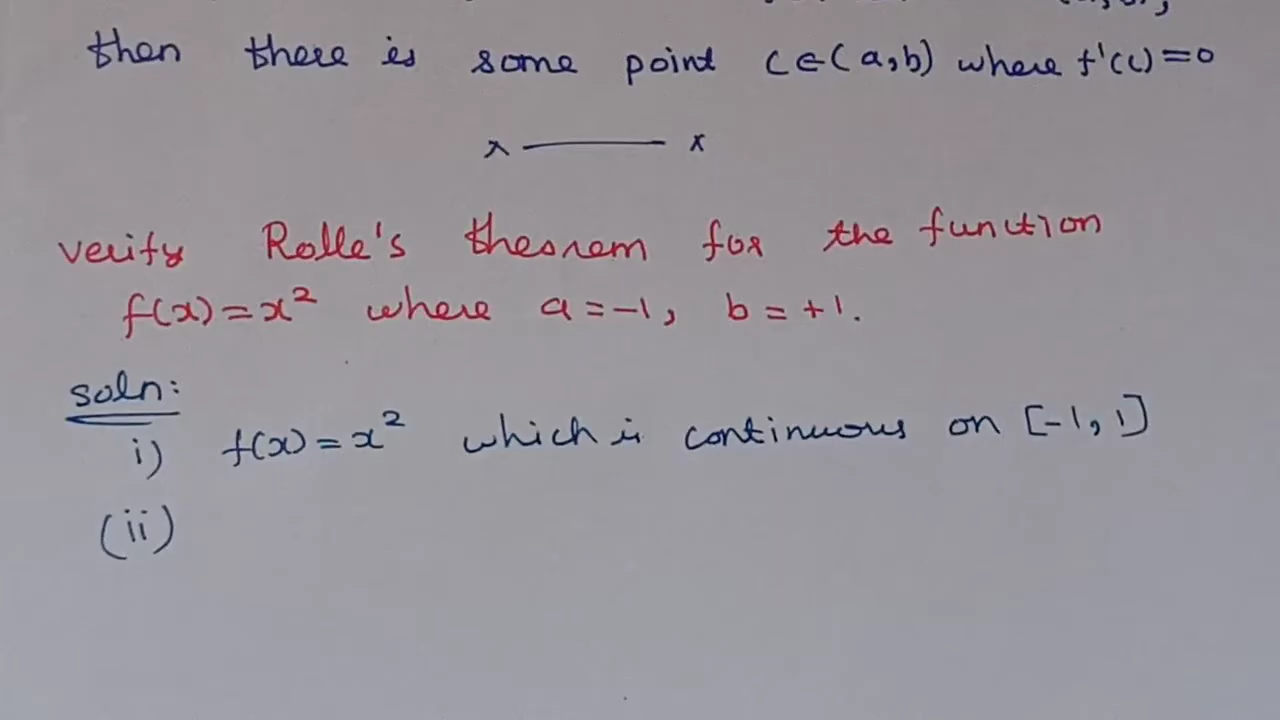 then there is some point c∈(a,b) where f'(c)=0
x — x
verify Rolle's theorem for the function
f(x)=x² where a=-1, b=+1.
soln:
i) f(x)=x² which is continuous on [-1,1]
(ii)